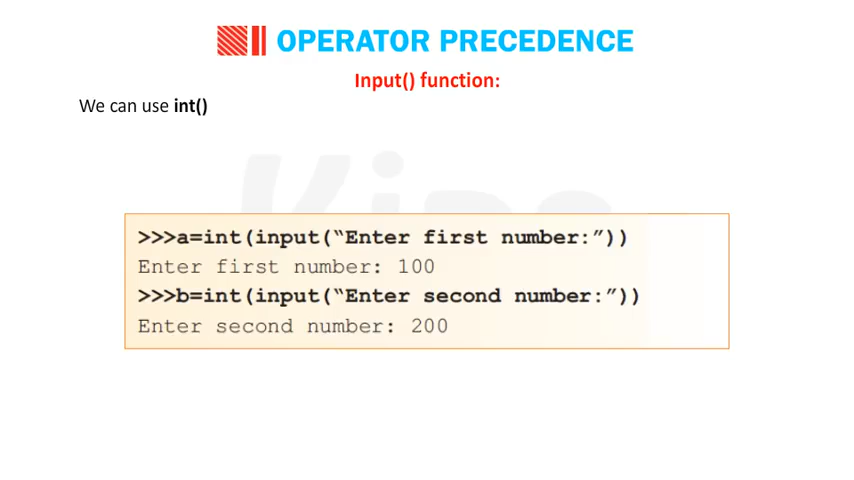 OPERATOR PRECEDENCE
Input() function:
We can use int()
>>>a=int(input(“Enter first number:”))
Enter first number: 100
>>>b=int(input(“Enter second number:”))
Enter second number: 200